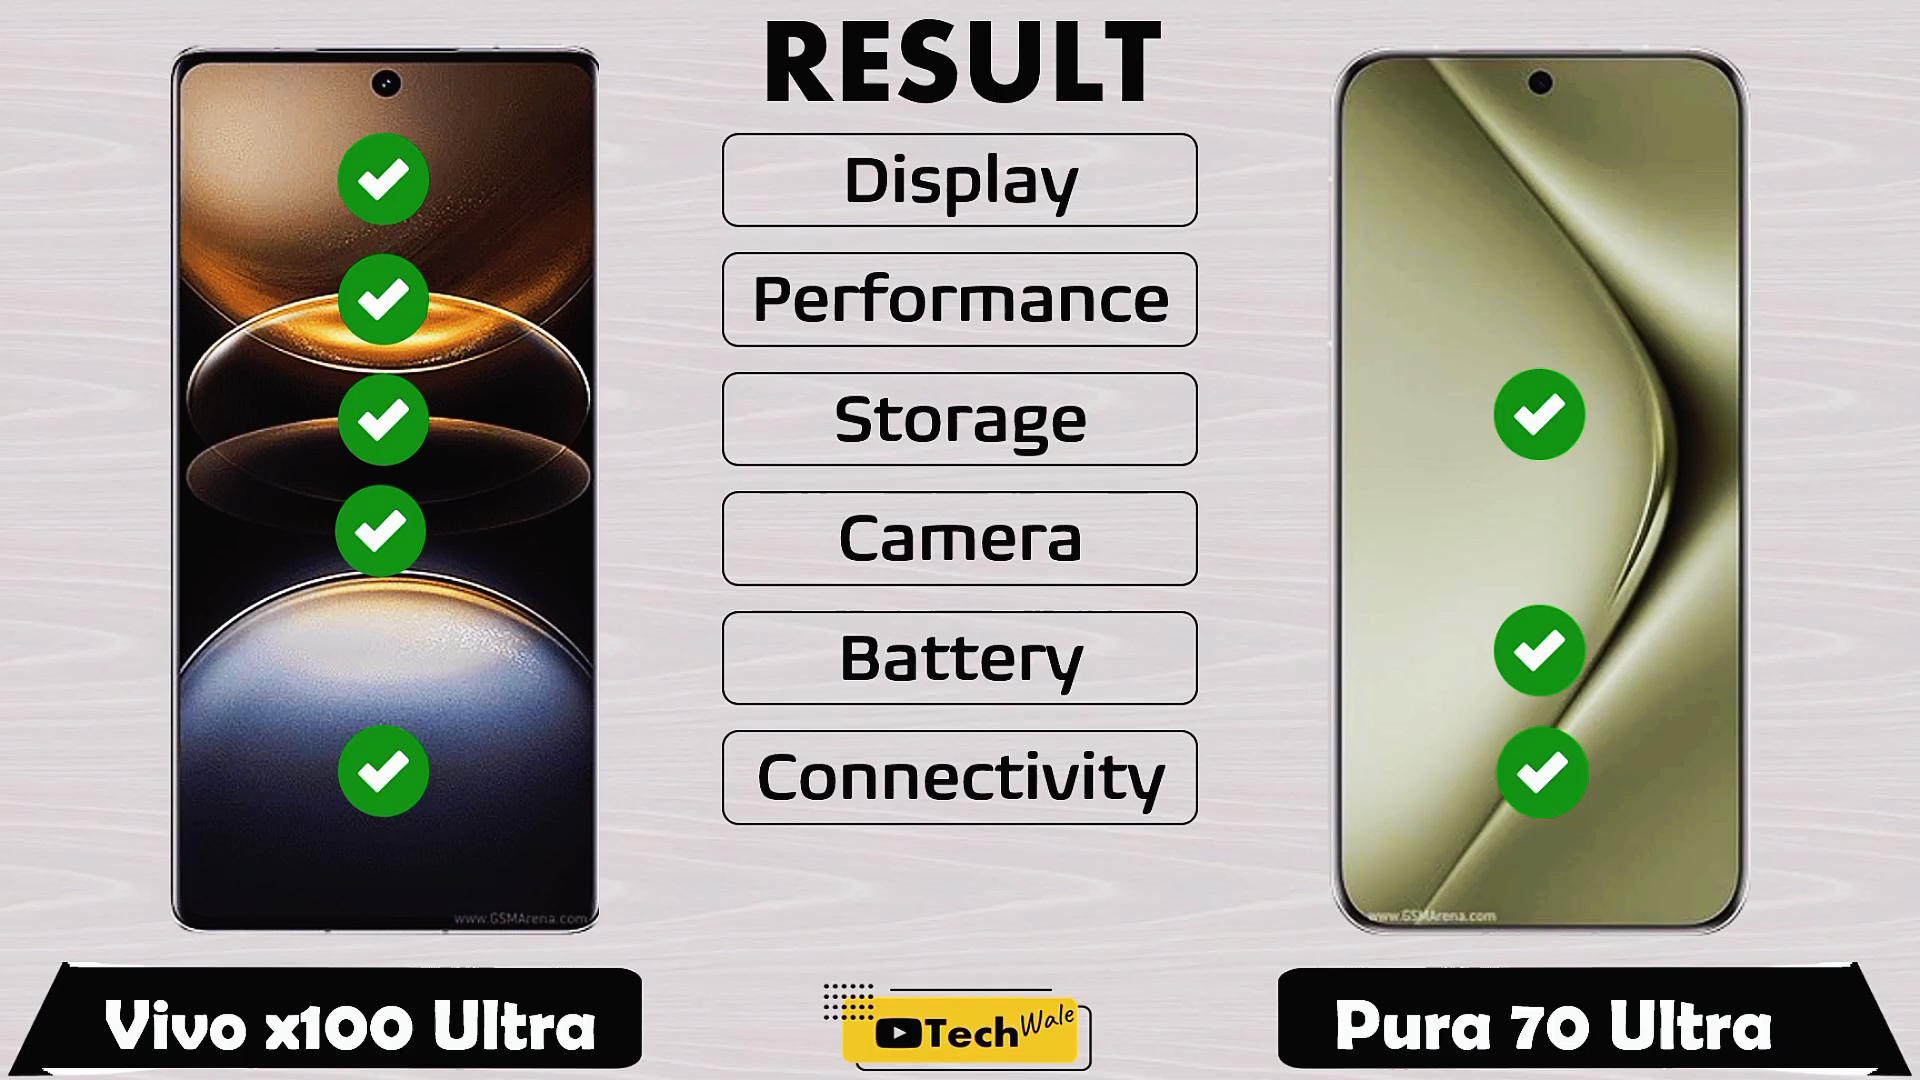 RESULT
Display
Performance
Storage
Camera
Battery
Connectivity
www.GSMArena.com
www.GSMArena.com
Vivo x100 Ultra
TechWale
Pura 70 Ultra